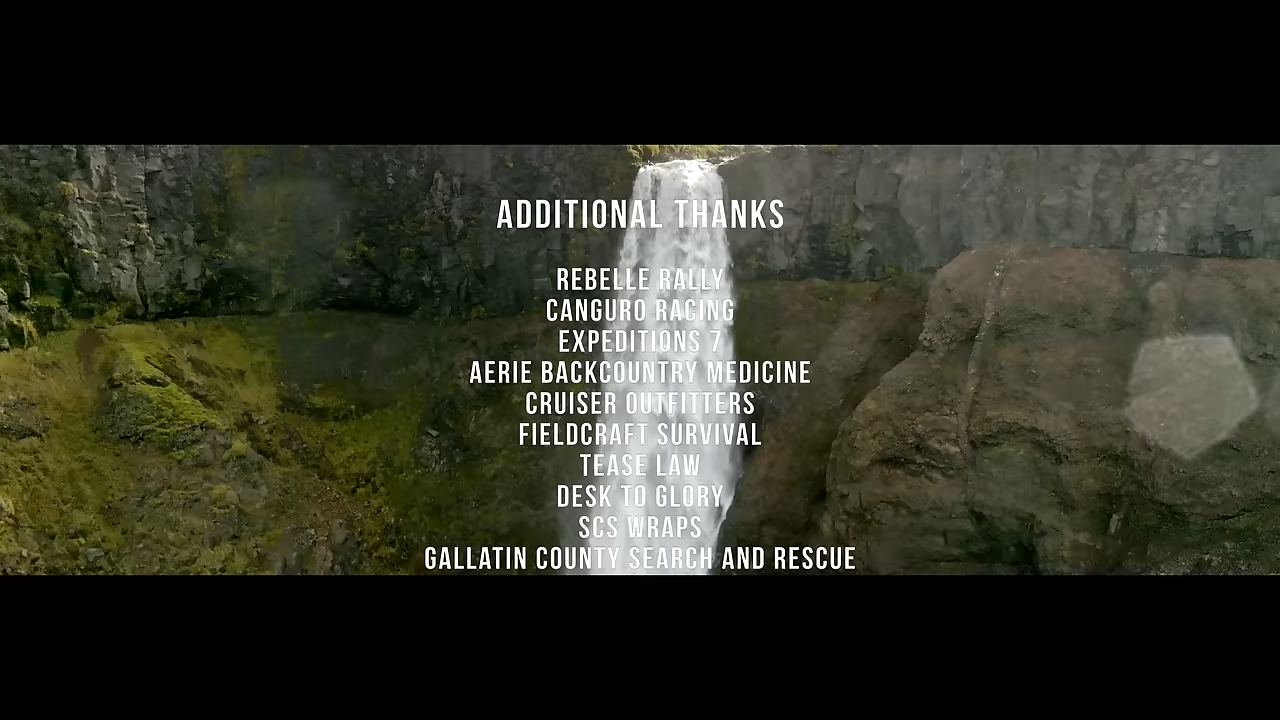 ADDITIONAL THANKS
REBELLE RALLY
CANGURO RACING
EXPEDITIONS 7
AERIE BACKCOUNTRY MEDICINE
CRUISER OUTFITTERS
FIELDCRAFT SURVIVAL
TEASE LAW
DESK TO GLORY
SCS WRAPS
GALLATIN COUNTY SEARCH AND RESCUE